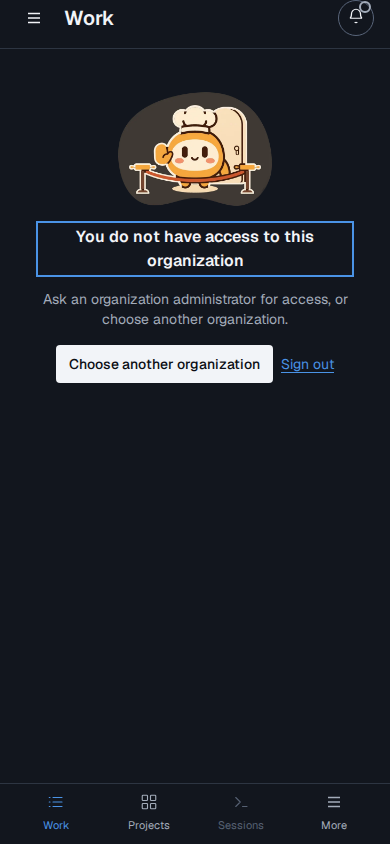 Work
You do not have access to this
organization
Ask an organization administrator for access, or
choose another organization.
Choose another organization
Sign out
Work
Projects
Sessions
More